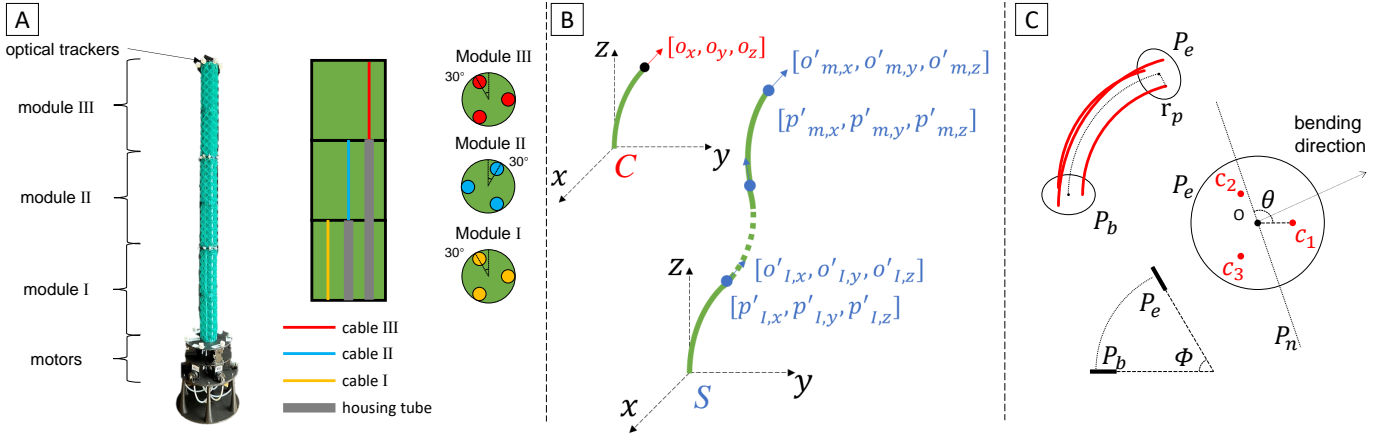 A
optical trackers
module III
module II
module I
motors
cable III
cable II
cable I
housing tube
Module III
30°
Module II
30°
Module I
30°
B
z
[o_x, o_y, o_z]
y
x
C
[o'_{m,x}, o'_{m,y}, o'_{m,z}]
[p'_{m,x}, p'_{m,y}, p'_{m,z}]
z
[o'_{I,x}, o'_{I,y}, o'_{I,z}]
[p'_{I,x}, p'_{I,y}, p'_{I,z}]
y
x
S
C
P_e
r_p
P_b
bending
direction
P_e
c_2
θ
o
c_1
c_3
P_n
P_e
P_b
Φ